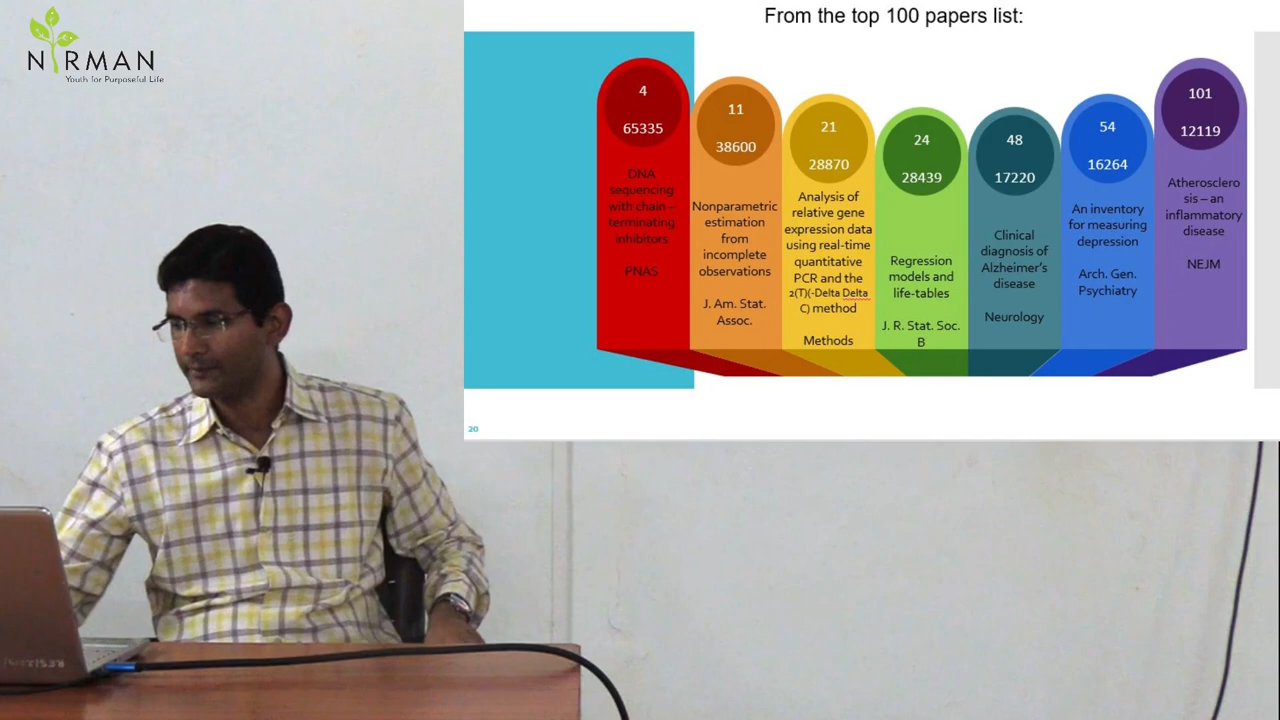 NIRMAN
Youth for Purposeful Life
From the top 100 papers list:
4
65335
DNA
sequencing
with chain –
terminating
inhibitors
PNAS
11
38600
Nonparametric
estimation
from
incomplete
observations
J. Am. Stat.
Assoc.
21
28870
Analysis of
relative gene
expression data
using real-time
quantitative
PCR and the
2(T)(-Delta Delta
C) method
Methods
24
28439
Regression
models and
life-tables
J. R. Stat. Soc.
B
48
17220
Clinical
diagnosis of
Alzheimer's
disease
Neurology
54
16264
An inventory
for measuring
depression
Arch. Gen.
Psychiatry
101
12119
Atherosclero
sis – an
inflammatory
disease
NEJM
20